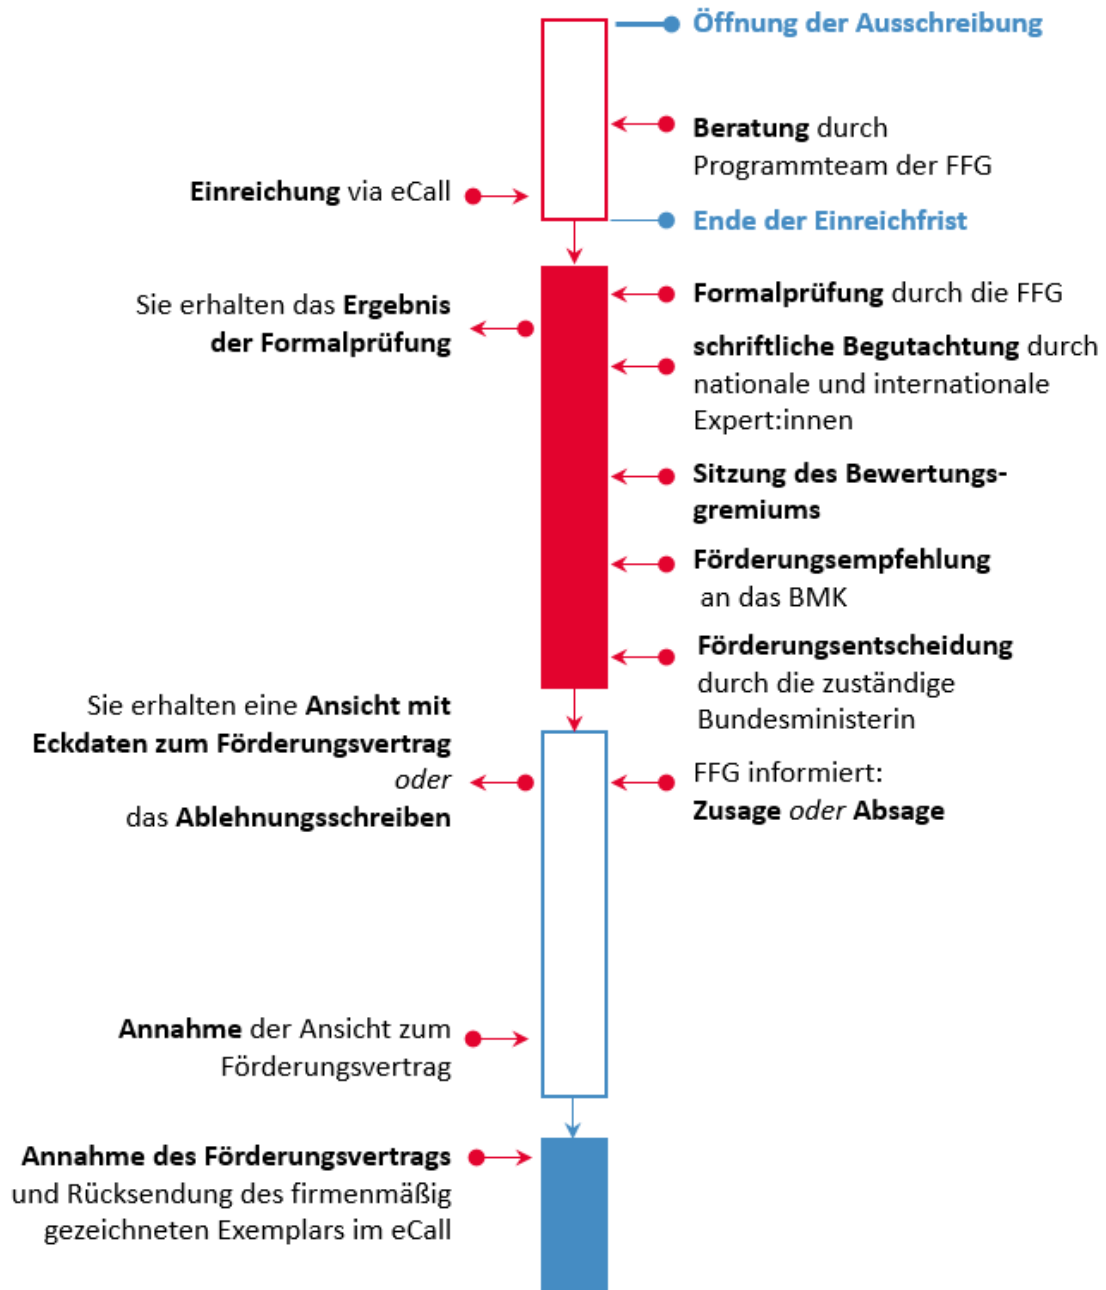 Öffnung der Ausschreibung
Beratung durch
Programmteam der FFG
Einreichung via eCall
Ende der Einreichfrist
Formalprüfung durch die FFG
Sie erhalten das Ergebnis
der Formalprüfung
schriftliche Begutachtung durch
nationale und internationale
Expert:innen
Sitzung des Bewertungs-
gremiums
Förderungsempfehlung
an das BMK
Förderungsentscheidung
durch die zuständige
Bundesministerin
Sie erhalten eine Ansicht mit
Eckdaten zum Förderungsvertrag
oder
das Ablehnungsschreiben
FFG informiert:
Zusage oder Absage
Annahme der Ansicht zum
Förderungsvertrag
Annahme des Förderungsvertrags
und Rücksendung des firmenmäßig
gezeichneten Exemplars im eCall